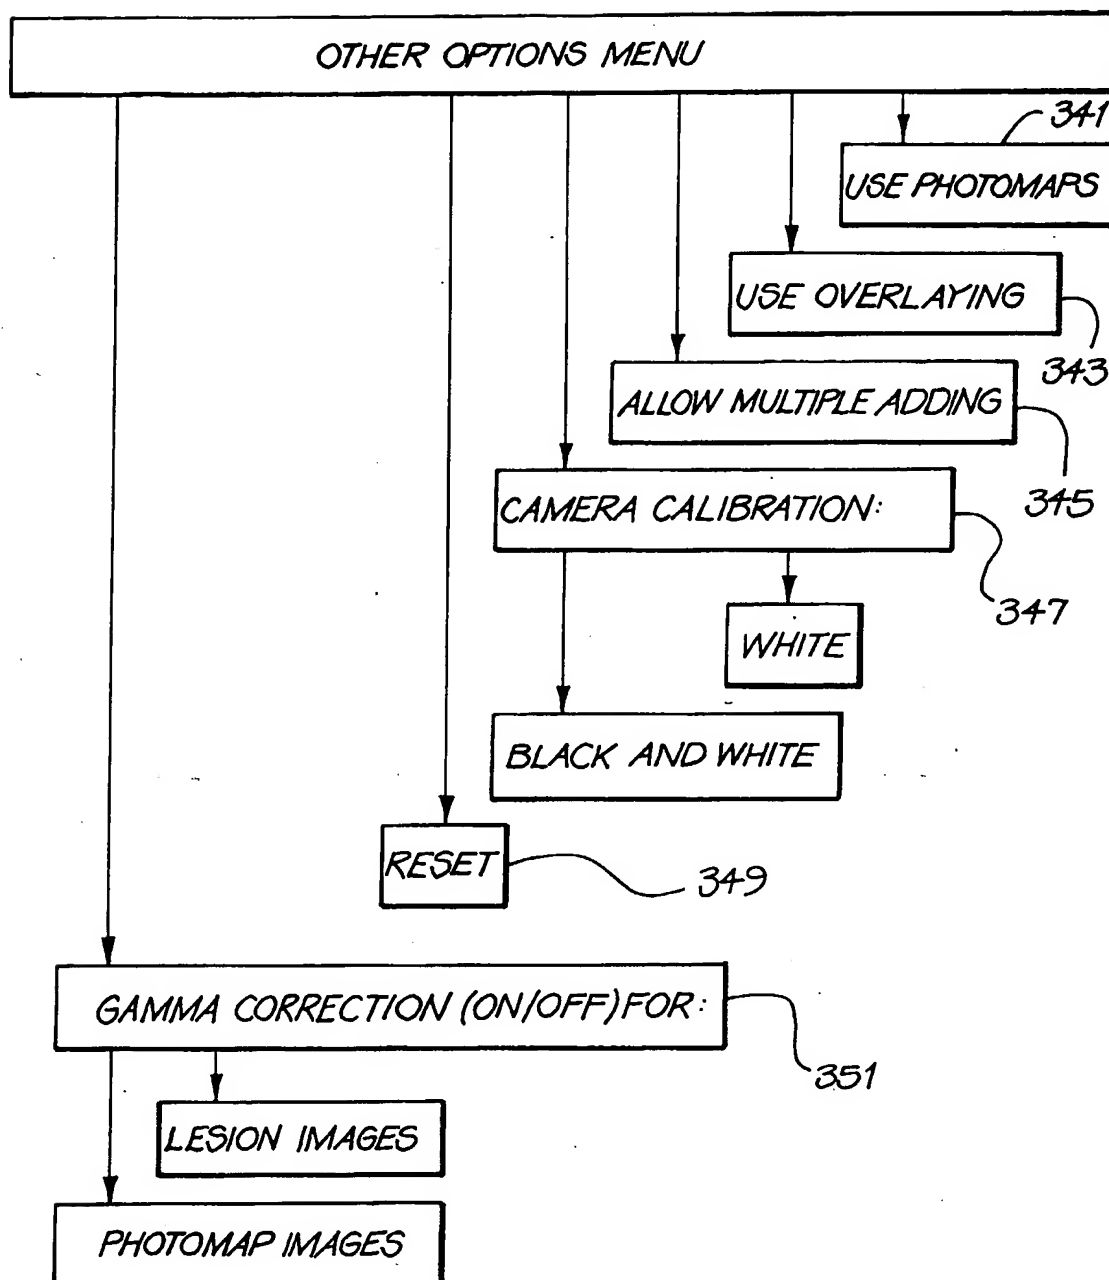 OTHER OPTIONS MENU
341
USE PHOTOMAPS
USE OVERLAYING
343
ALLOW MULTIPLE ADDING
345
CAMERA CALIBRATION:
347
WHITE
BLACK AND WHITE
RESET
349
GAMMA CORRECTION (ON/OFF) FOR:
351
LESION IMAGES
PHOTOMAP IMAGES